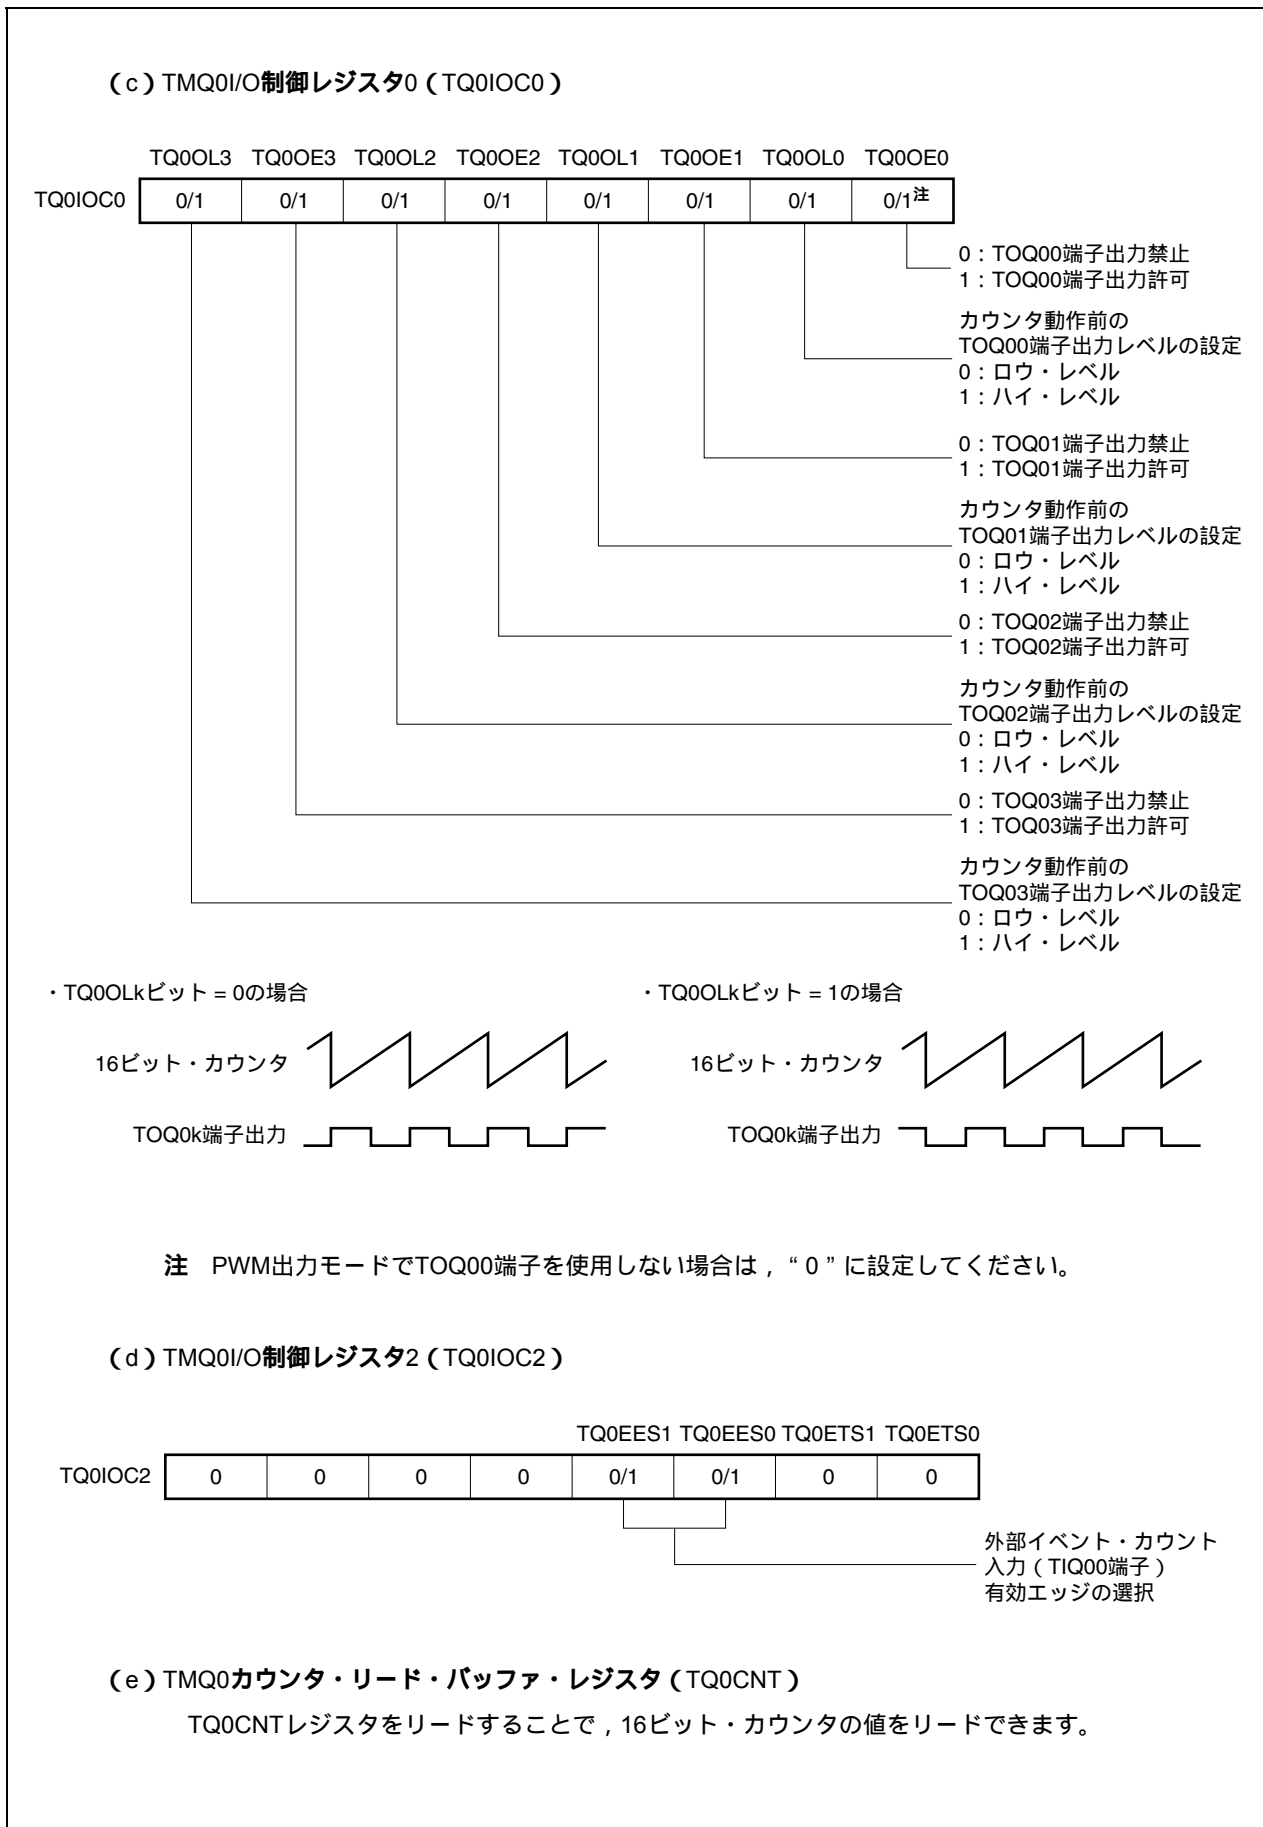 （c）TMQ0I/O制御レジスタ0（TQ0IOC0）
TQ0OL3 TQ0OE3 TQ0OL2 TQ0OE2 TQ0OL1 TQ0OE1 TQ0OL0 TQ0OE0
TQ0IOC0 0/1 0/1 0/1 0/1 0/1 0/1 0/1 0/1注
0：TOQ00端子出力禁止
1：TOQ00端子出力許可
カウンタ動作前の
TOQ00端子出力レベルの設定
0：ロウ・レベル
1：ハイ・レベル
0：TOQ01端子出力禁止
1：TOQ01端子出力許可
カウンタ動作前の
TOQ01端子出力レベルの設定
0：ロウ・レベル
1：ハイ・レベル
0：TOQ02端子出力禁止
1：TOQ02端子出力許可
カウンタ動作前の
TOQ02端子出力レベルの設定
0：ロウ・レベル
1：ハイ・レベル
0：TOQ03端子出力禁止
1：TOQ03端子出力許可
カウンタ動作前の
TOQ03端子出力レベルの設定
0：ロウ・レベル
1：ハイ・レベル
・TQ0OLkビット = 0の場合 ・TQ0OLkビット = 1の場合
16ビット・カウンタ 16ビット・カウンタ
TOQ0k端子出力 TOQ0k端子出力
注 PWM出力モードでTOQ00端子を使用しない場合は，“0”に設定してください。
（d）TMQ0I/O制御レジスタ2（TQ0IOC2）
TQ0EES1 TQ0EES0 TQ0ETS1 TQ0ETS0
TQ0IOC2 0 0 0 0 0/1 0/1 0 0
外部イベント・カウント
入力（TIQ00端子）
有効エッジの選択
（e）TMQ0カウンタ・リード・バッファ・レジスタ（TQ0CNT）
TQ0CNTレジスタをリードすることで，16ビット・カウンタの値をリードできます。